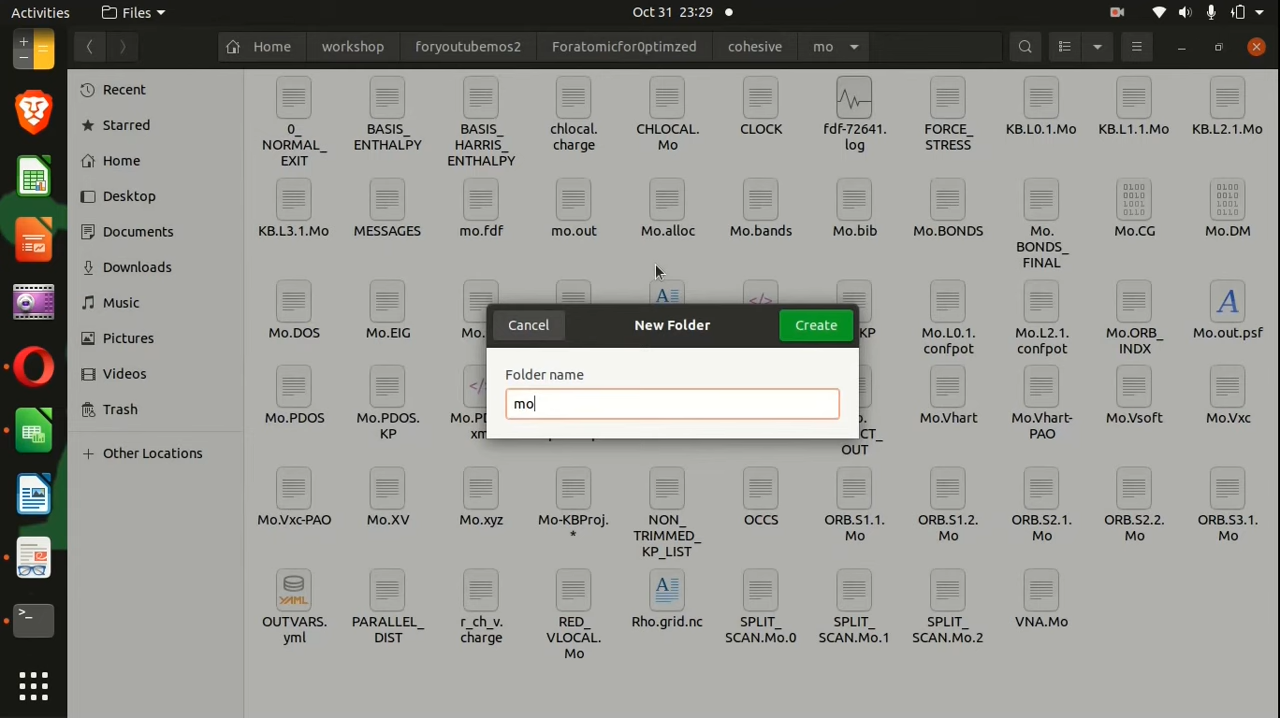 Activities
Files
Oct 31 23:29
Home
workshop
foryoutubemos2
Foratomicfor0ptimzed
cohesive
mo
Recent
Starred
Home
Desktop
Documents
Downloads
Music
Pictures
Videos
Trash
Other Locations
0_
NORMAL_
EXIT
BASIS_
ENTHALPY
BASIS_
HARRIS_
ENTHALPY
chlocal.
charge
CHLOCAL.
Mo
CLOCK
fdf-72641.
log
FORCE_
STRESS
KB.L0.1.Mo
KB.L1.1.Mo
KB.L2.1.Mo
KB.L3.1.Mo
MESSAGES
mo.fdf
mo.out
Mo.alloc
Mo.bands
Mo.bib
Mo.BONDS
Mo.
BONDS_
FINAL
Mo.CG
Mo.DM
Mo.DOS
Mo.EIG
KP
Mo.L0.1.
confpot
Mo.L2.1.
confpot
Mo.ORB_
INDX
Mo.out.psf
Mo.PDOS
Mo.PDOS.
KP
OUT
Mo.Vhart
Mo.Vhart-
PAO
Mo.Vsoft
Mo.Vxc
Mo.Vxc-PAO
Mo.XV
Mo.xyz
Mo-KBProj.
*
NON_
TRIMMED_
KP_LIST
OCCS
ORB.S1.1.
Mo
ORB.S1.2.
Mo
ORB.S2.1.
Mo
ORB.S2.2.
Mo
ORB.S3.1.
Mo
OUTVARS.
yml
PARALLEL_
DIST
r_ch_v.
charge
RED_
VLOCAL.
Mo
Rho.grid.nc
SPLIT_
SCAN.Mo.0
SPLIT_
SCAN.Mo.1
SPLIT_
SCAN.Mo.2
VNA.Mo
Cancel
New Folder
Create
Folder name
mo